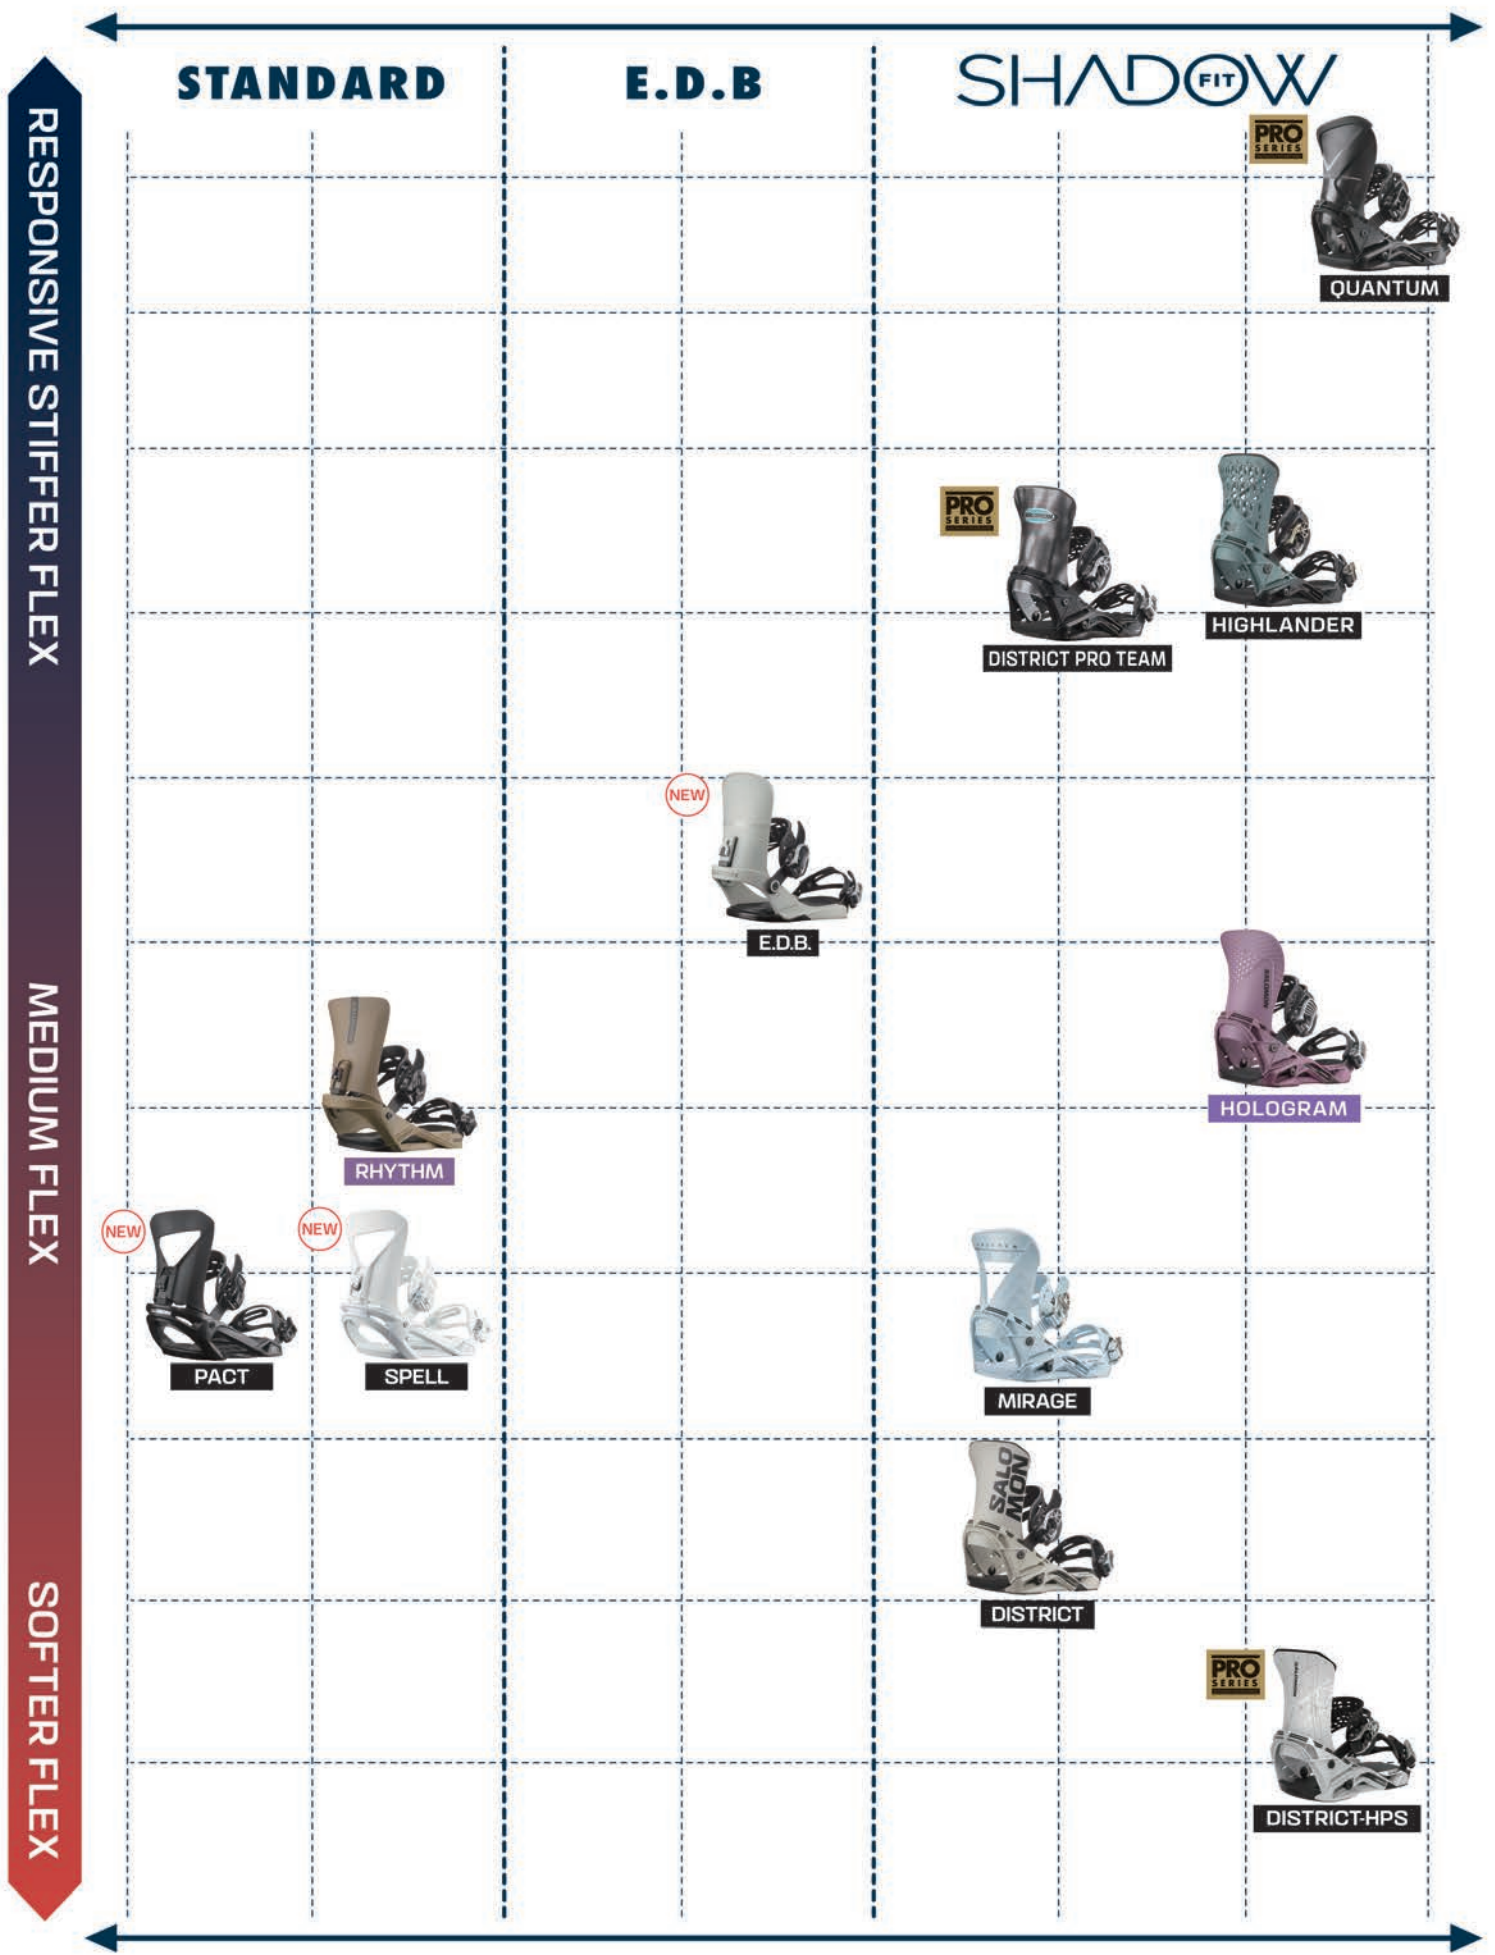 STANDARD
E.D.B
SHADOW
FIT
RESPONSIVE STIFFER FLEX
MEDIUM FLEX
SOFTER FLEX
PRO
SERIES
QUANTUM
PRO
SERIES
DISTRICT PRO TEAM
HIGHLANDER
NEW
E.D.B.
HOLOGRAM
RHYTHM
NEW
PACT
NEW
SPELL
MIRAGE
SALO
MON
DISTRICT
PRO
SERIES
DISTRICT-HPS